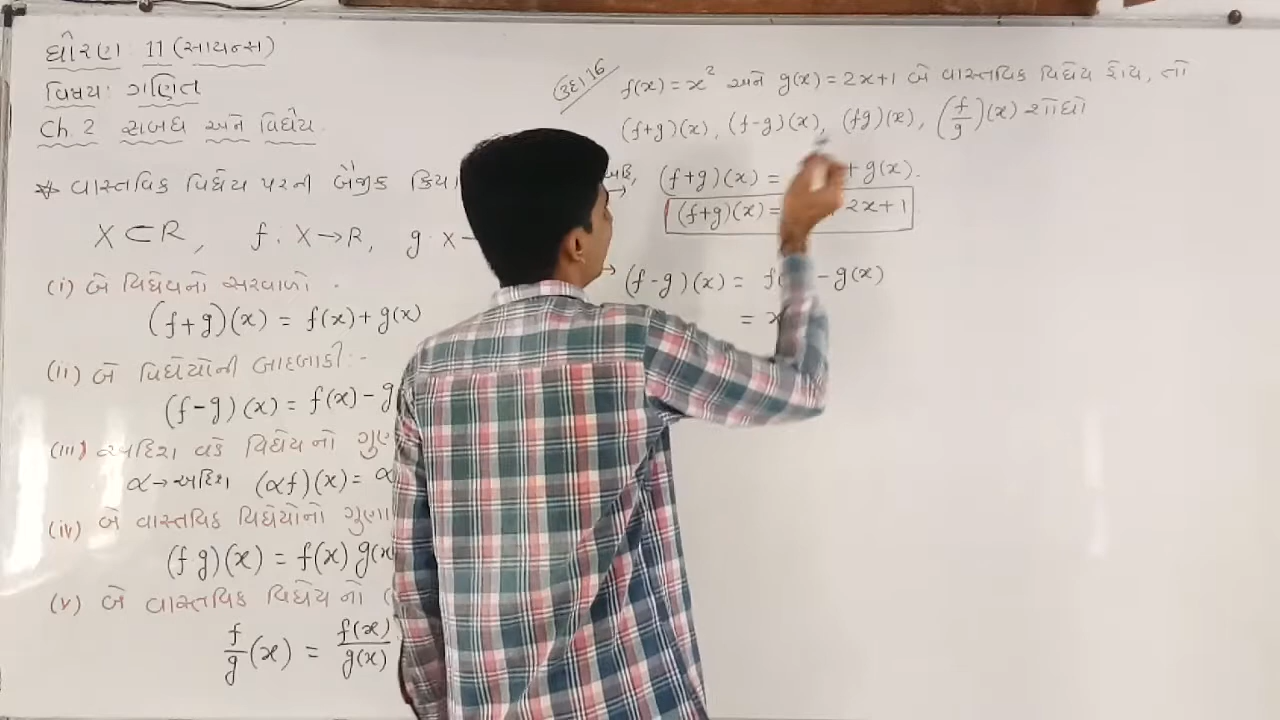 ધોરણ : 11 (સાયન્સ)
વિષય : ગણિત
Ch. 2 સંબંધ અને વિધેય.
* વાસ્તવિક વિધેય પરની બૈજીક ક્રિયા
X ⊂ R, f : X → R, g : X →
(i) બે વિધેયનો સરવાળો -
(f+g)(x) = f(x) + g(x)
(ii) બે વિધેયોની બાદબાકી :-
(f-g)(x) = f(x) - g
(iii) અદિશ વડે વિધેય નો ગુણ
α → અદિશ (αf)(x) = α
(iv) બે વાસ્તવિક વિધેયોનો ગુણા
(fg)(x) = f(x) g(x
(v) બે વાસ્તવિક વિધેય નો
f/g (x) = f(x)/g(x)
ઉદા 16 f(x) = x² અને g(x) = 2x+1 બે વાસ્તવિક વિધેય હોય, તો
(f+g)(x), (f-g)(x), (fg)(x), (f/g)(x) શોધો
(f+g)(x) = + g(x).
(f+g)(x) = 2x+1
→ (f-g)(x) = f( - g(x)
= x